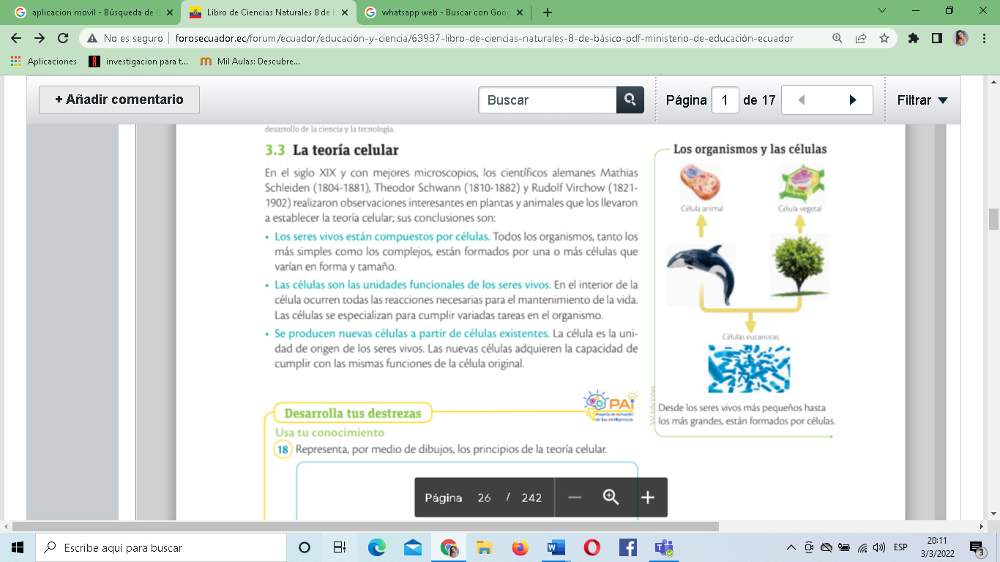 aplicacion movil - Búsqueda de G
Libro de Ciencias Naturales 8 de b
whatsapp web - Buscar con Goog
No es seguro
forosecuador.ec/forum/ecuador/educación-y-ciencia/63937-libro-de-ciencias-naturales-8-de-básico-pdf-ministerio-de-educación-ecuador
Aplicaciones
investigacion para t...
Mil Aulas: Descubre...
+ Añadir comentario
Buscar
Página 1 de 17
Filtrar
desarrollo de la ciencia y la tecnología.
3.3 La teoría celular
En el siglo XIX y con mejores microscopios, los científicos alemanes Mathias
Schleiden (1804-1881), Theodor Schwann (1810-1882) y Rudolf Virchow (1821-
1902) realizaron observaciones interesantes en plantas y animales que los llevaron
a establecer la teoría celular; sus conclusiones son:
• Los seres vivos están compuestos por células. Todos los organismos, tanto los
más simples como los complejos, están formados por una o más células que
varían en forma y tamaño.
• Las células son las unidades funcionales de los seres vivos. En el interior de la
célula ocurren todas las reacciones necesarias para el mantenimiento de la vida.
Las células se especializan para cumplir variadas tareas en el organismo.
• Se producen nuevas células a partir de células existentes. La célula es la uni-
dad de origen de los seres vivos. Las nuevas células adquieren la capacidad de
cumplir con las mismas funciones de la célula original.
Los organismos y las células
Célula animal
Célula vegetal
Células eucariotas
SM Ediciones
Desde los seres vivos más pequeños hasta
los más grandes, están formados por células.
PAi
Proyecto de Activación
de las Inteligencias
Desarrolla tus destrezas
Usa tu conocimiento
18 Representa, por medio de dibujos, los principios de la teoría celular.
Página 26 / 242
Escribe aquí para buscar
ESP
20:11
3/3/2022
3